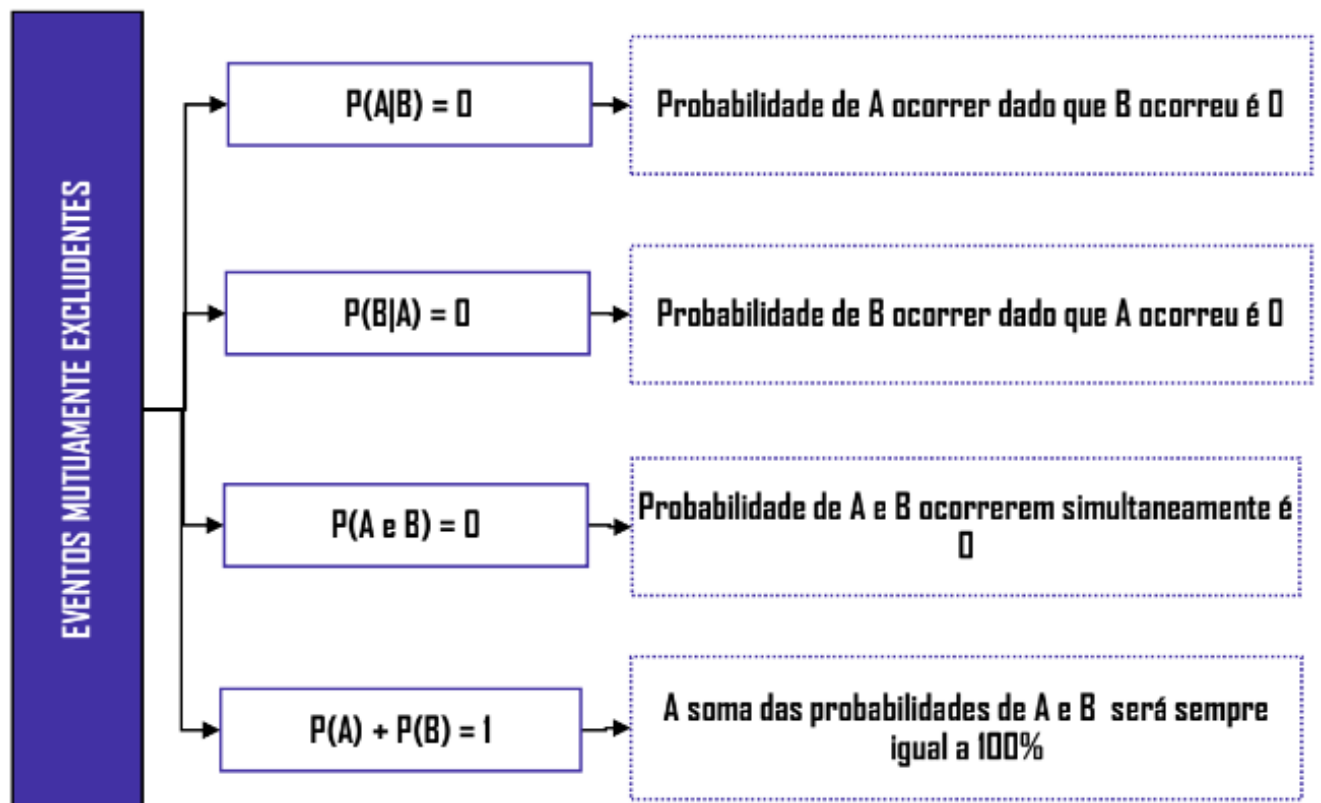 EVENTOS MUTUAMENTE EXCLUDENTES
P(A|B) = 0
Probabilidade de A ocorrer dado que B ocorreu é 0
P(B|A) = 0
Probabilidade de B ocorrer dado que A ocorreu é 0
P(A e B) = 0
Probabilidade de A e B ocorrerem simultaneamente é
0
P(A) + P(B) = 1
A soma das probabilidades de A e B será sempre
igual a 100%